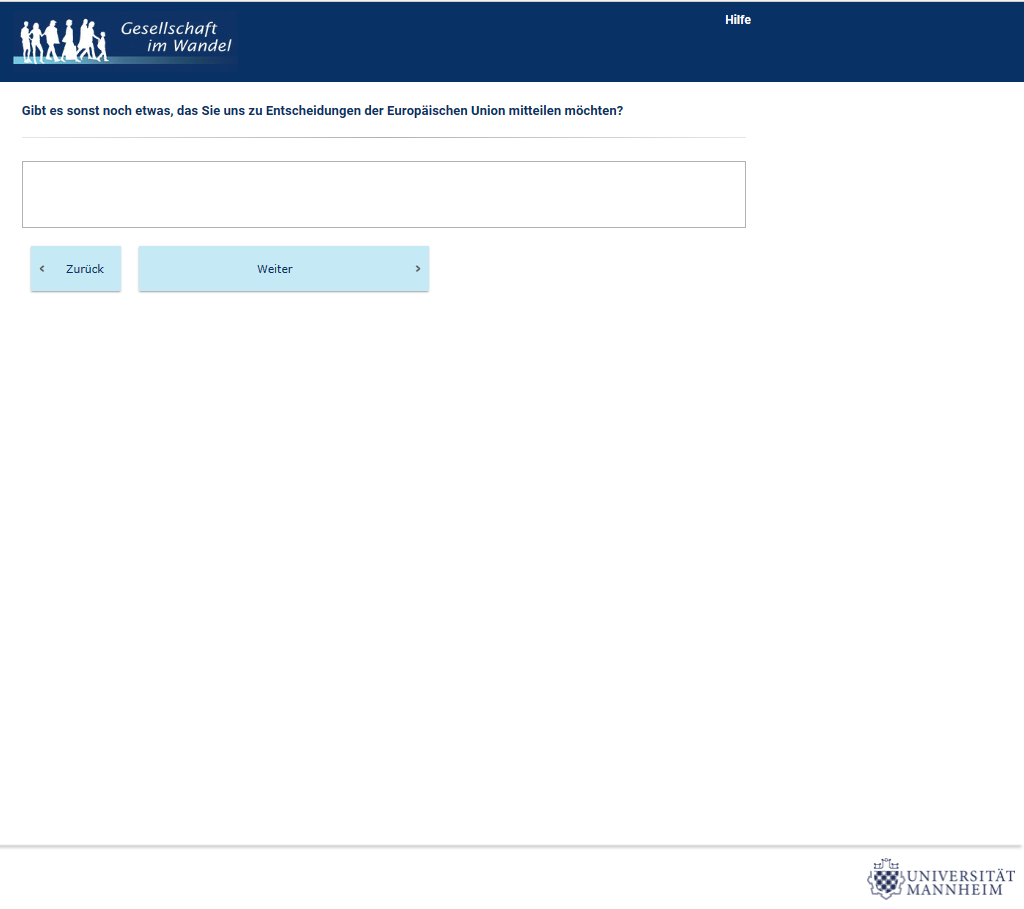 Gesellschaft
im Wandel
Hilfe
Gibt es sonst noch etwas, das Sie uns zu Entscheidungen der Europäischen Union mitteilen möchten?
Zurück
Weiter
UNIVERSITÄT
MANNHEIM